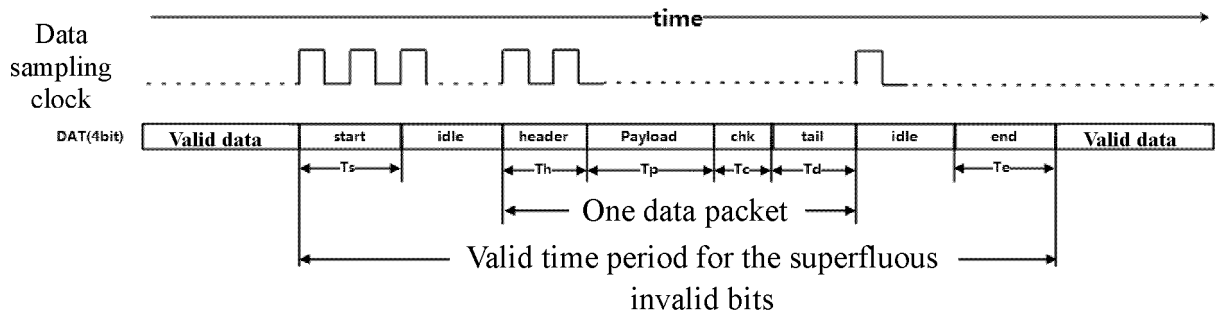 time
Data
sampling
clock
DAT(4bit) Valid data start idle header Payload chk tail idle end Valid data
Ts Th Tp Tc Td Te
One data packet
Valid time period for the superfluous
invalid bits